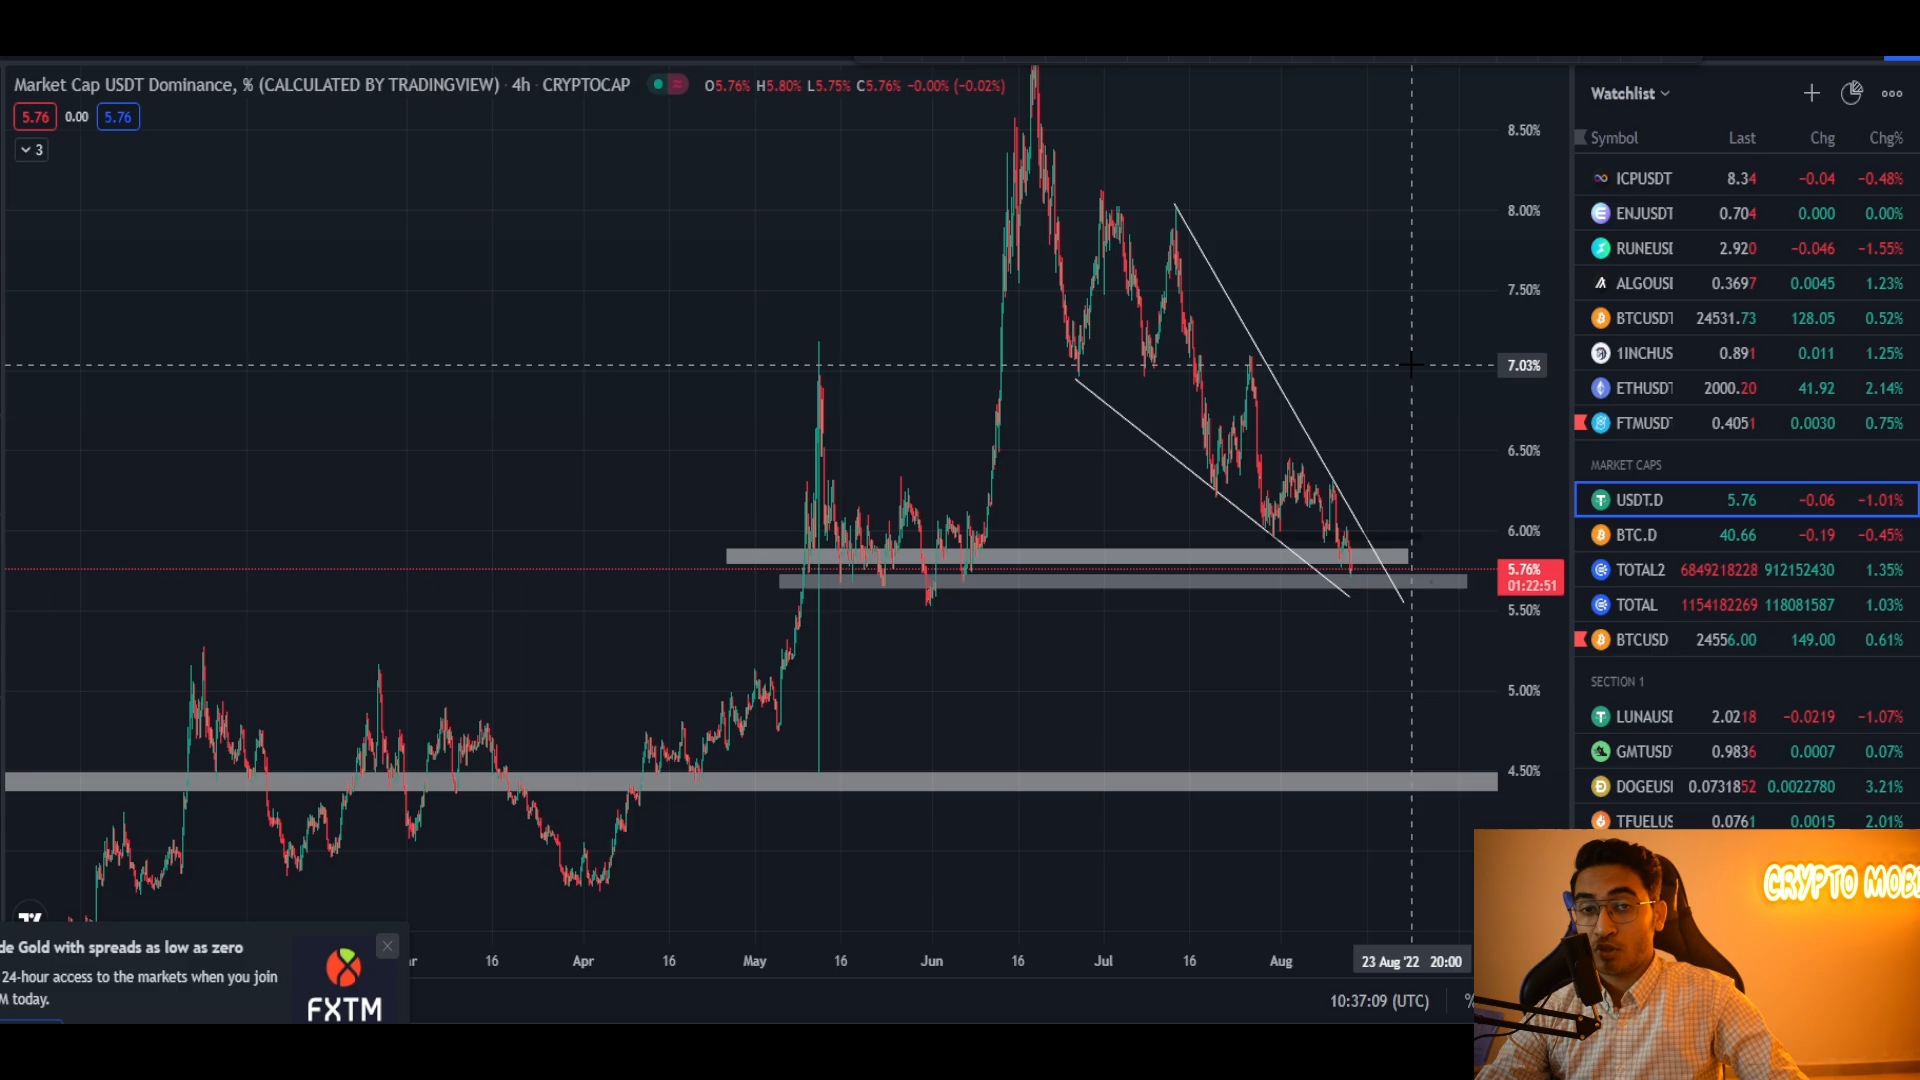 Market Cap USDT Dominance, % (CALCULATED BY TRADINGVIEW) · 4h · CRYPTOCAP O5.76% H5.80% L5.75% C5.76% −0.00% (−0.02%)
5.76 0.00 5.76
3
8.50%
8.00%
7.50%
7.03%
6.50%
6.00%
5.76%
01:22:51
5.50%
5.00%
4.50%
16 Apr 16 May 16 Jun 16 Jul 16 Aug 23 Aug '22 20:00
10:37:09 (UTC) %
de Gold with spreads as low as zero
24-hour access to the markets when you join
M today.
FXTM
Watchlist
Symbol Last Chg Chg%
ICPUSDT 8.34 −0.04 −0.48%
ENJUSDT 0.704 0.000 0.00%
RUNEUSI 2.920 −0.046 −1.55%
ALGOUSI 0.3697 0.0045 1.23%
BTCUSDT 24531.73 128.05 0.52%
1INCHUS 0.891 0.011 1.25%
ETHUSDT 2000.20 41.92 2.14%
FTMUSDT 0.4051 0.0030 0.75%
MARKET CAPS
USDT.D 5.76 −0.06 −1.01%
BTC.D 40.66 −0.19 −0.45%
TOTAL2 6849218228 912152430 1.35%
TOTAL 1154182269 118081587 1.03%
BTCUSD 24556.00 149.00 0.61%
SECTION 1
LUNAUSI 2.0218 −0.0219 −1.07%
GMTUSD 0.9836 0.0007 0.07%
DOGEUSI 0.0731852 0.0022780 3.21%
TFUELUS 0.0761 0.0015 2.01%
CRYPTO MOB